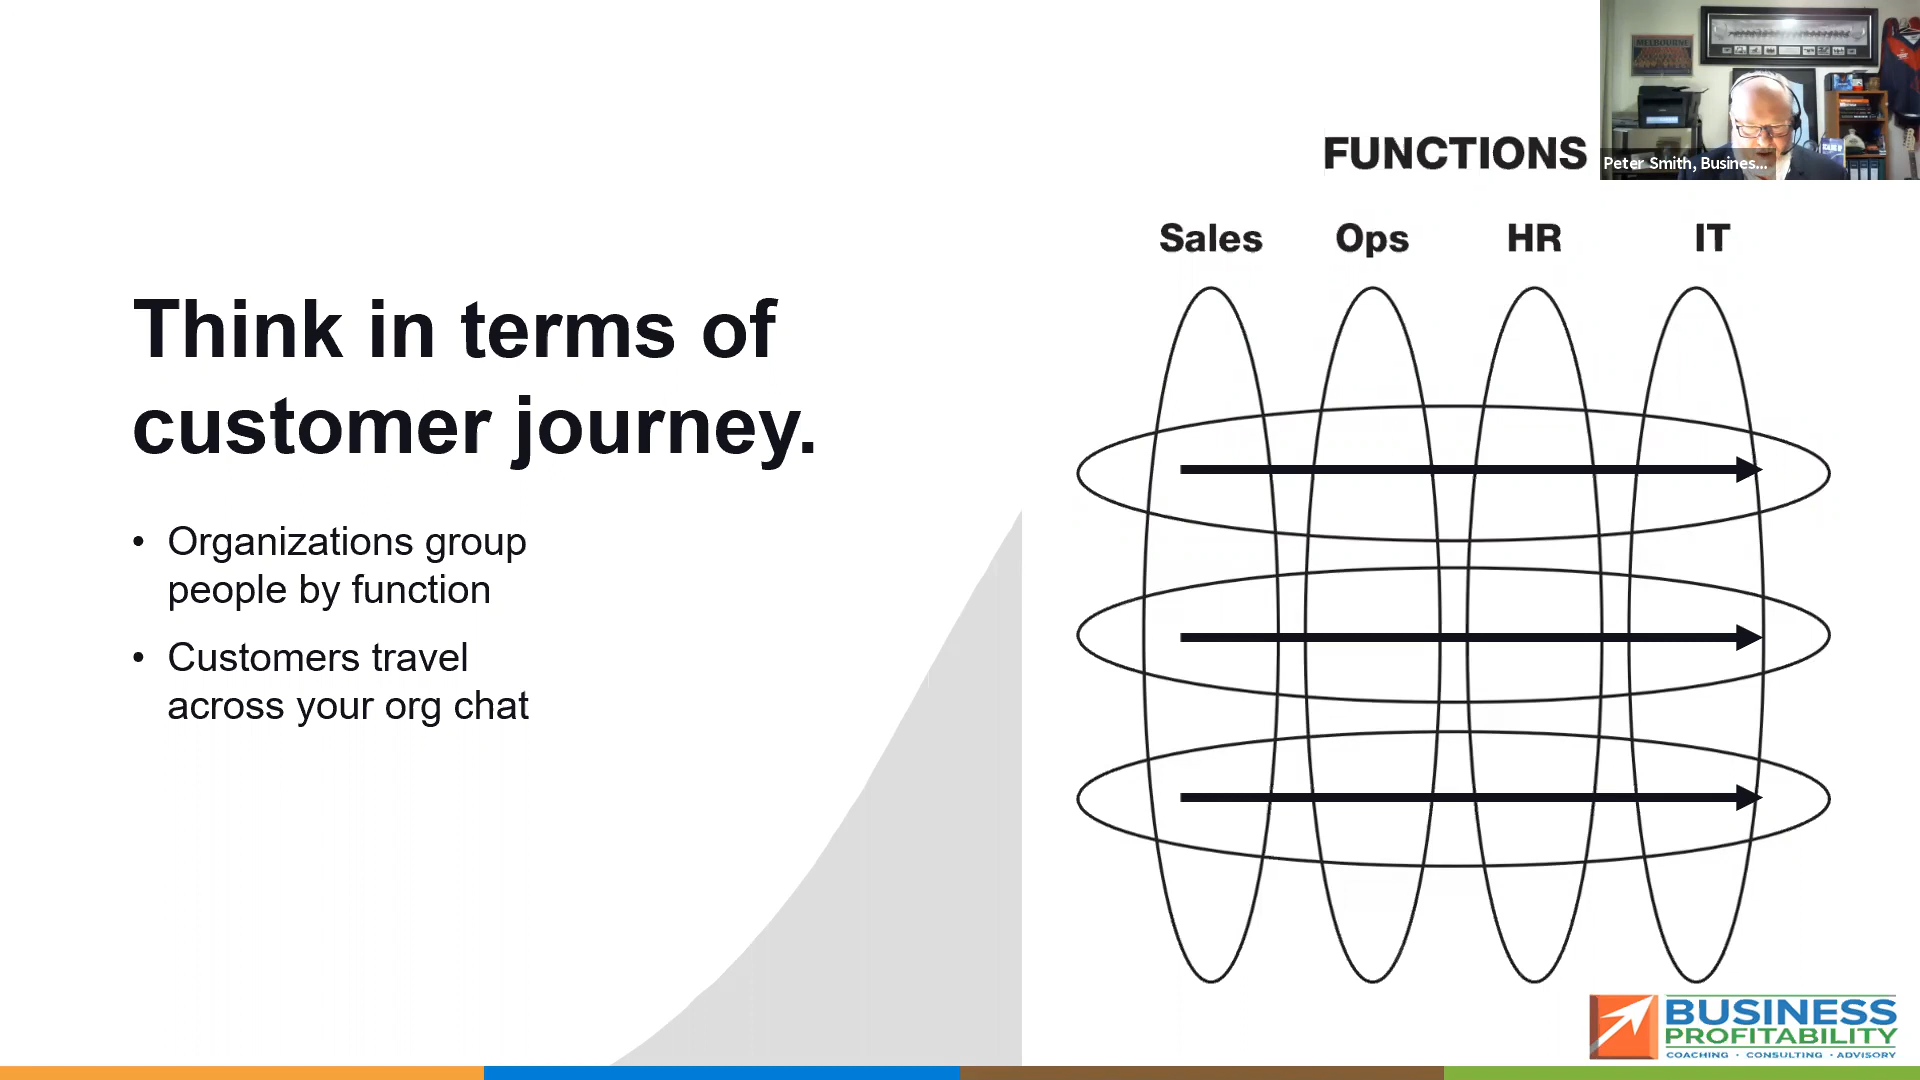 FUNCTIONS
MELBOURNE
Peter Smith, Busines...
Sales Ops HR IT
Think in terms of
customer journey.
• Organizations group
people by function
• Customers travel
across your org chat
BUSINESS
PROFITABILITY
COACHING · CONSULTING · ADVISORY